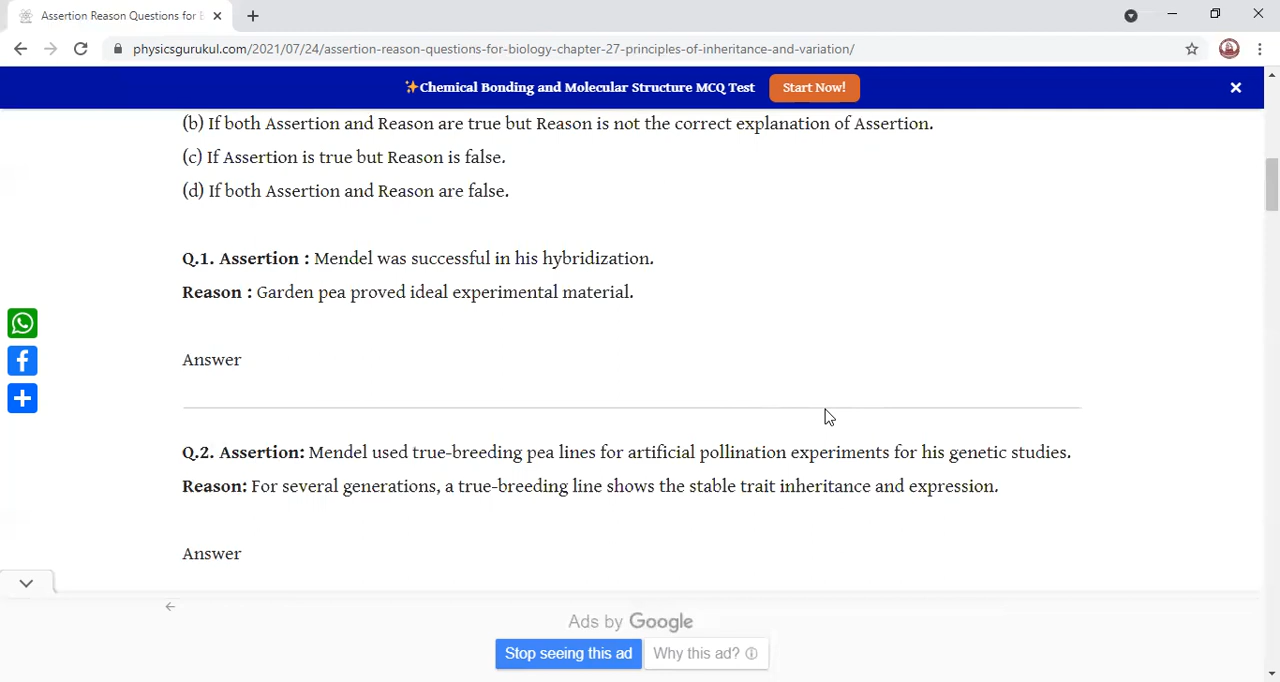 Assertion Reason Questions for B
physicsgurukul.com/2021/07/24/assertion-reason-questions-for-biology-chapter-27-principles-of-inheritance-and-variation/
✨Chemical Bonding and Molecular Structure MCQ Test Start Now!
(b) If both Assertion and Reason are true but Reason is not the correct explanation of Assertion.
(c) If Assertion is true but Reason is false.
(d) If both Assertion and Reason are false.
Q.1. Assertion : Mendel was successful in his hybridization.
Reason : Garden pea proved ideal experimental material.
Answer
Q.2. Assertion: Mendel used true-breeding pea lines for artificial pollination experiments for his genetic studies.
Reason: For several generations, a true-breeding line shows the stable trait inheritance and expression.
Answer
Ads by Google
Stop seeing this ad Why this ad?